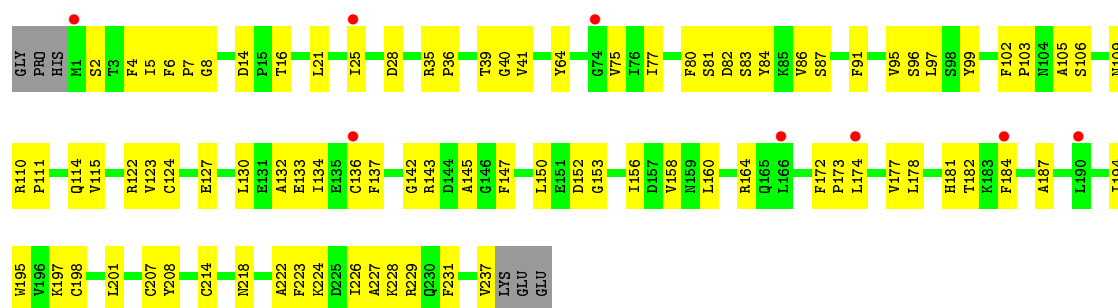 GLY PRO HIS M1 S2 T3 F4 I5 F6 P7 G8 D14 P15 T16 L21 I25 D28 R35 P36 T39 G40 V41 Y64 G74 V75 I76 I77 F80 S81 D82 S83 Y84 K85 V86 S87 F91 V95 S96 L97 S98 Y99 F102 P103 N104 A105 S106
R110 P111 Q114 V115 R122 V123 C124 E127 L130 E131 A132 E133 I134 E135 C136 F137 G142 R143 D144 A145 G146 F147 L150 E151 D152 G153 I156 D157 V158 N159 L160 R164 Q165 L166 F172 P173 L174 V177 L178 H181 T182 K183 F184 A187 L190
W195 V196 K197 C198 L201 C207 Y208 C214 N218 A222 F223 K224 D225 I226 A227 K228 R229 Q230 F231 V237 LYS GLU GLU